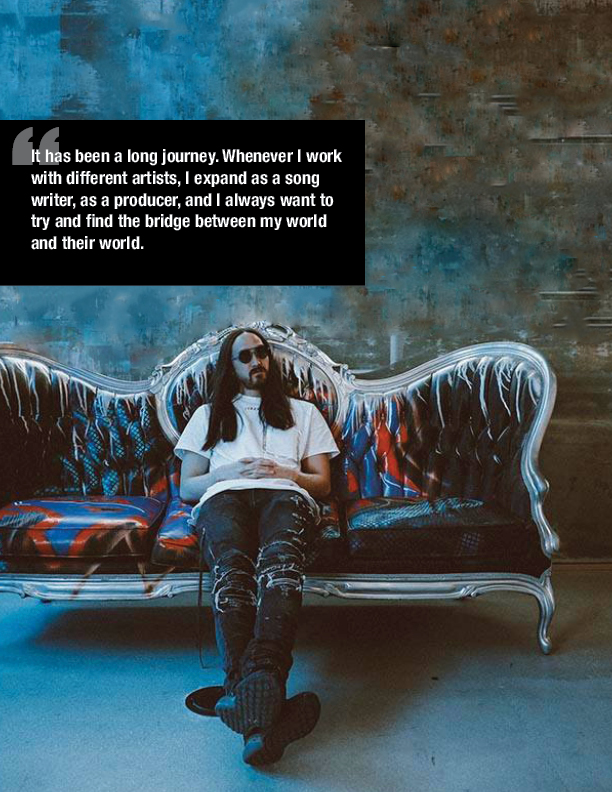 “
It has been a long journey. Whenever I work
with different artists, I expand as a song
writer, as a producer, and I always want to
try and find the bridge between my world
and their world.